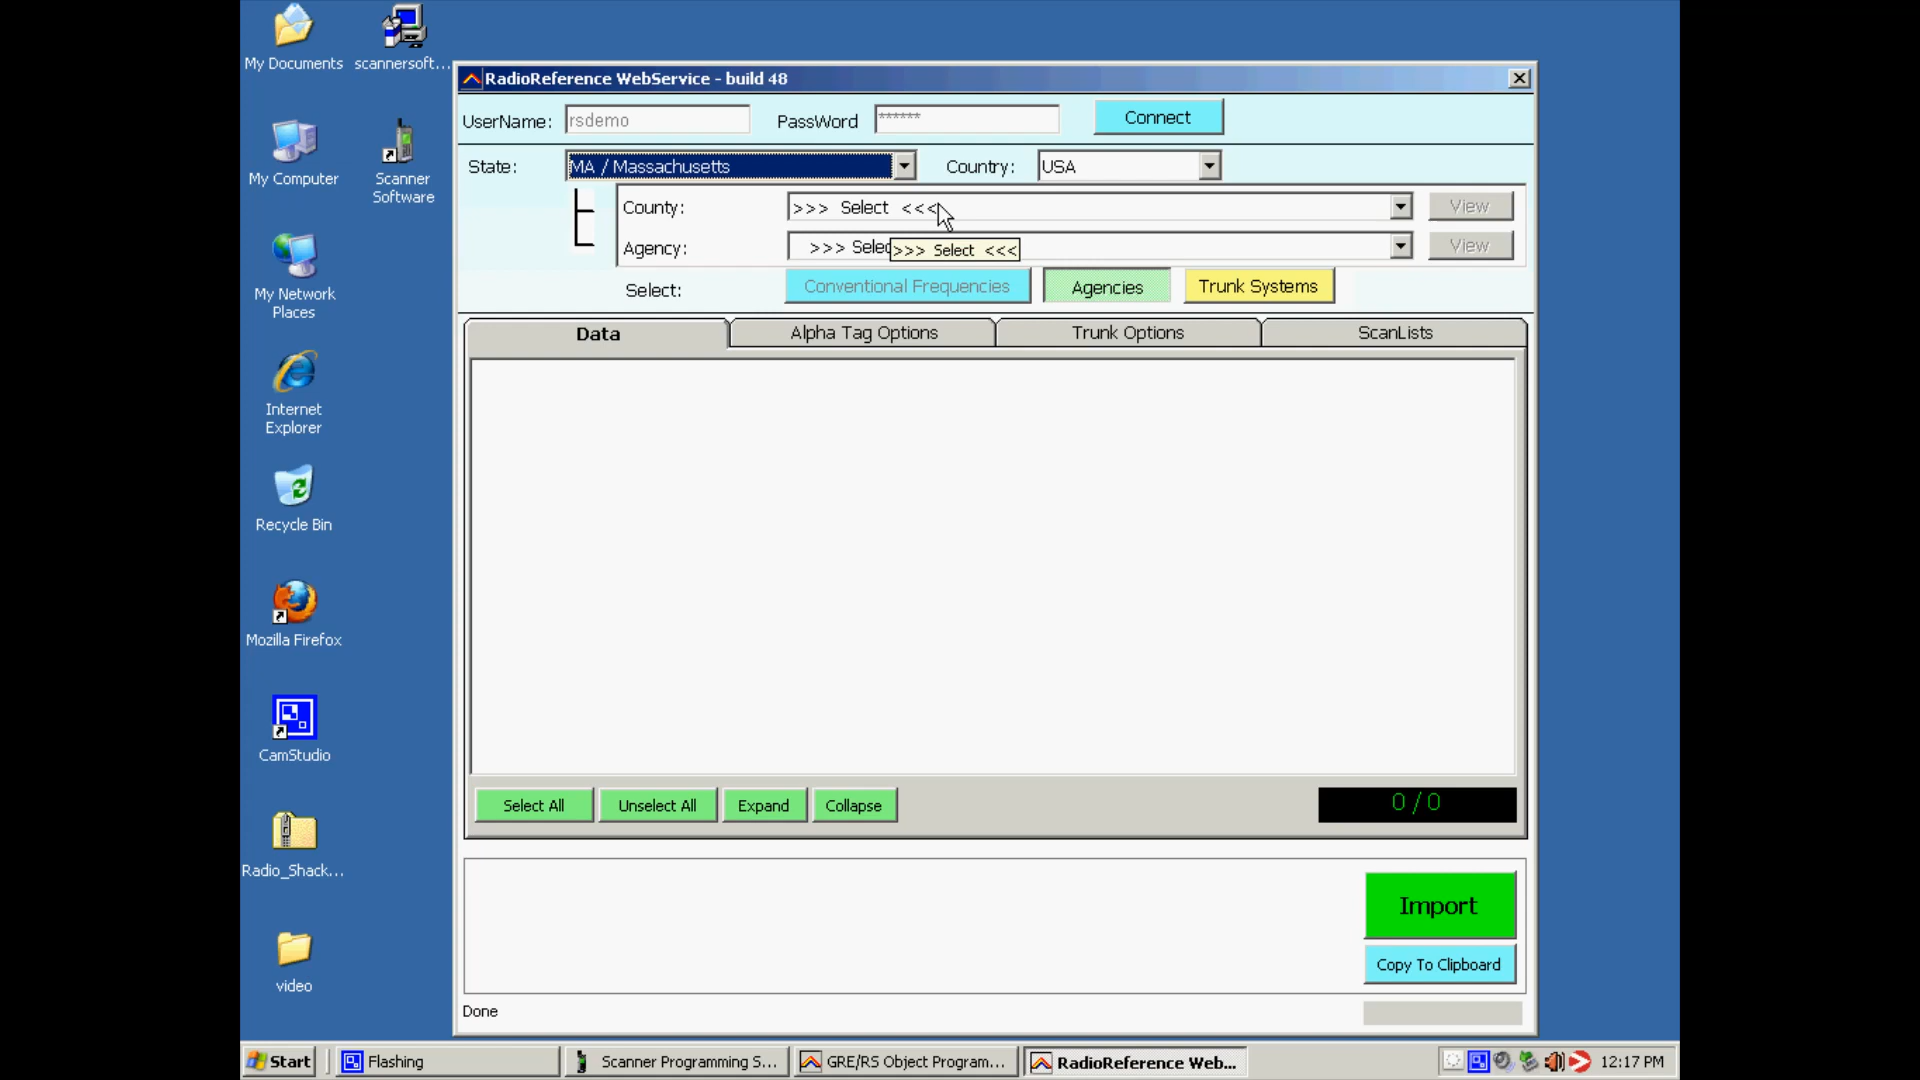 My Documents
scannersoft...
My Computer
Scanner
Software
My Network
Places
Internet
Explorer
Recycle Bin
Mozilla Firefox
CamStudio
Radio_Shack...
video
RadioReference WebService - build 48
UserName: rsdemo PassWord ****** Connect
State: MA / Massachusetts Country: USA
County: >>> Select <<< View
Agency: >>> Selec View
>>> Select <<<
Select: Conventional Frequencies Agencies Trunk Systems
Data Alpha Tag Options Trunk Options ScanLists
Select All Unselect All Expand Collapse 0 / 0
Import
Copy To Clipboard
Done
Start Flashing Scanner Programming S... GRE/RS Object Program... RadioReference Web... 12:17 PM